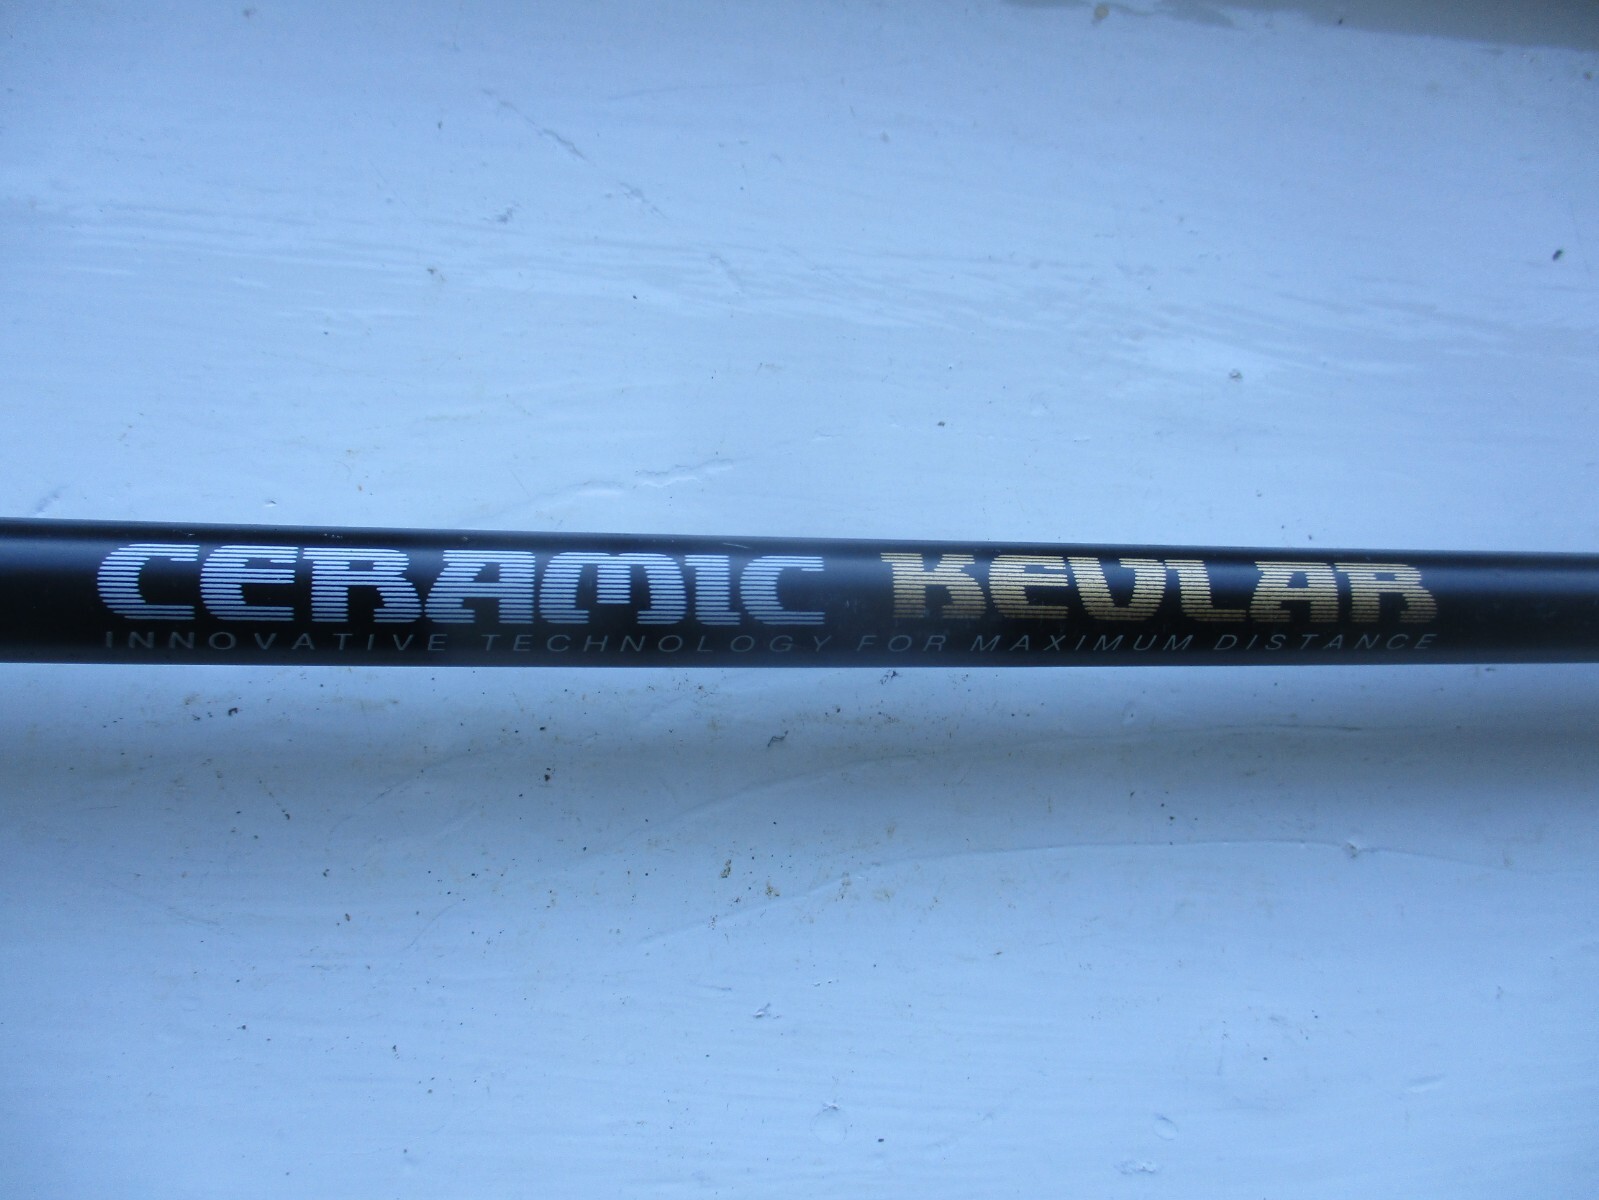 CERAMIC KEVLAR
INNOVATIVE TECHNOLOGY FOR MAXIMUM DISTANCE